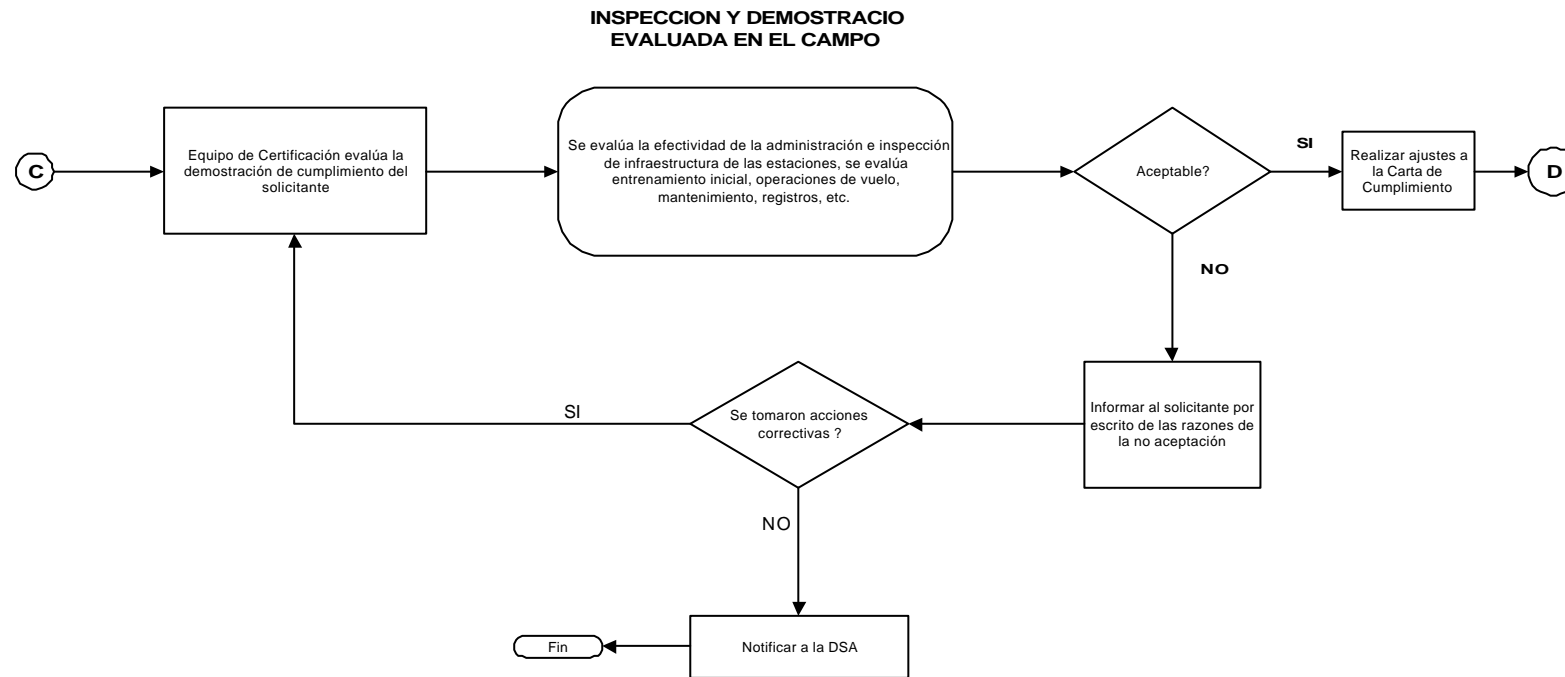 INSPECCION Y DEMOSTRACIO
EVALUADA EN EL CAMPO
C
Equipo de Certificación evalúa la
demostración de cumplimiento del
solicitante
Se evalúa la efectividad de la administración e inspección
de infraestructura de las estaciones, se evalúa
entrenamiento inicial, operaciones de vuelo,
mantenimiento, registros, etc.
Aceptable?
SI
Realizar ajustes a
la Carta de
Cumplimiento
D
NO
Informar al solicitante por
escrito de las razones de
la no aceptación
Se tomaron acciones
correctivas ?
SI
NO
Notificar a la DSA
Fin